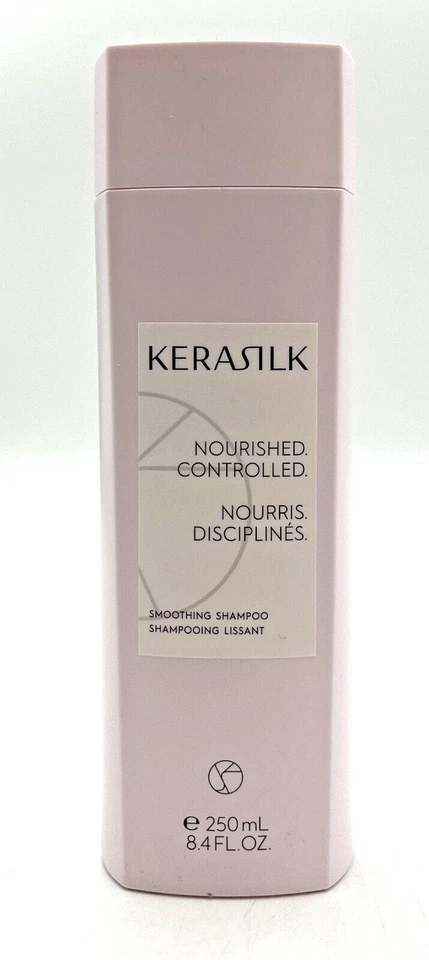 KERASILK
NOURISHED.
CONTROLLED.
NOURRIS.
DISCIPLINÉS.
SMOOTHING SHAMPOO
SHAMPOOING LISSANT
℮ 250 mL
8.4 FL. OZ.